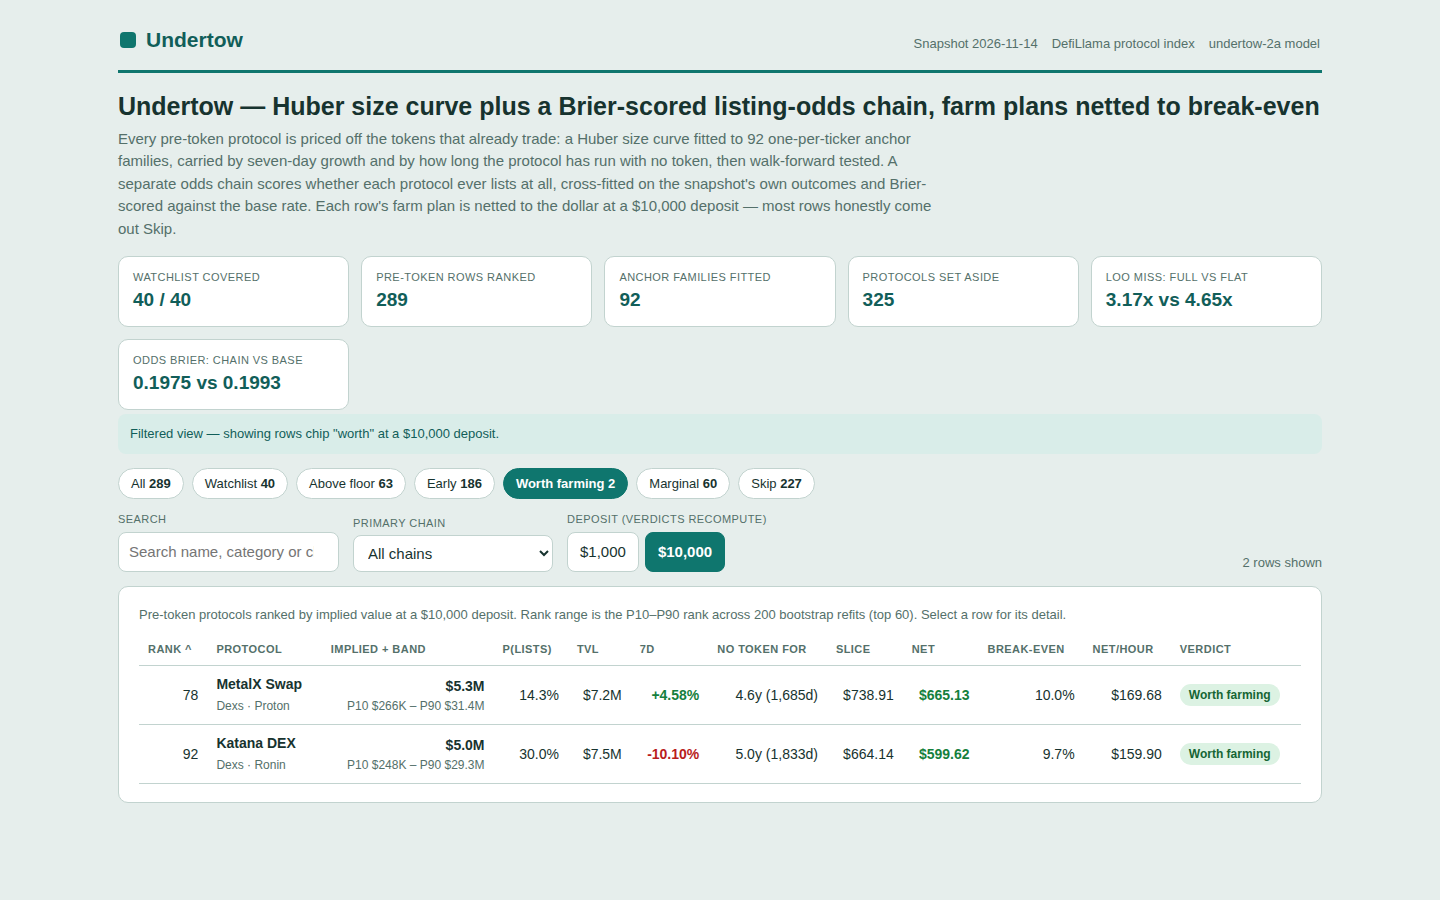 Undertow
Snapshot 2026-11-14 DefiLlama protocol index undertow-2a model
Undertow — Huber size curve plus a Brier-scored listing-odds chain, farm plans netted to break-even
Every pre-token protocol is priced off the tokens that already trade: a Huber size curve fitted to 92 one-per-ticker anchor
families, carried by seven-day growth and by how long the protocol has run with no token, then walk-forward tested. A
separate odds chain scores whether each protocol ever lists at all, cross-fitted on the snapshot's own outcomes and Brier-
scored against the base rate. Each row's farm plan is netted to the dollar at a $10,000 deposit — most rows honestly come
out Skip.
WATCHLIST COVERED
40 / 40
PRE-TOKEN ROWS RANKED
289
ANCHOR FAMILIES FITTED
92
PROTOCOLS SET ASIDE
325
LOO MISS: FULL VS FLAT
3.17x vs 4.65x
ODDS BRIER: CHAIN VS BASE
0.1975 vs 0.1993
Filtered view — showing rows chip "worth" at a $10,000 deposit.
All 289 Watchlist 40 Above floor 63 Early 186 Worth farming 2 Marginal 60 Skip 227
SEARCH
Search name, category or c
PRIMARY CHAIN
All chains
DEPOSIT (VERDICTS RECOMPUTE)
$1,000 $10,000
2 rows shown
Pre-token protocols ranked by implied value at a $10,000 deposit. Rank range is the P10–P90 rank across 200 bootstrap refits (top 60). Select a row for its detail.
RANK ^ PROTOCOL IMPLIED + BAND P(LISTS) TVL 7D NO TOKEN FOR SLICE NET BREAK-EVEN NET/HOUR VERDICT
78 MetalX Swap $5.3M 14.3% $7.2M +4.58% 4.6y (1,685d) $738.91 $665.13 10.0% $169.68 Worth farming
Dexs · Proton P10 $266K – P90 $31.4M
92 Katana DEX $5.0M 30.0% $7.5M -10.10% 5.0y (1,833d) $664.14 $599.62 9.7% $159.90 Worth farming
Dexs · Ronin P10 $248K – P90 $29.3M